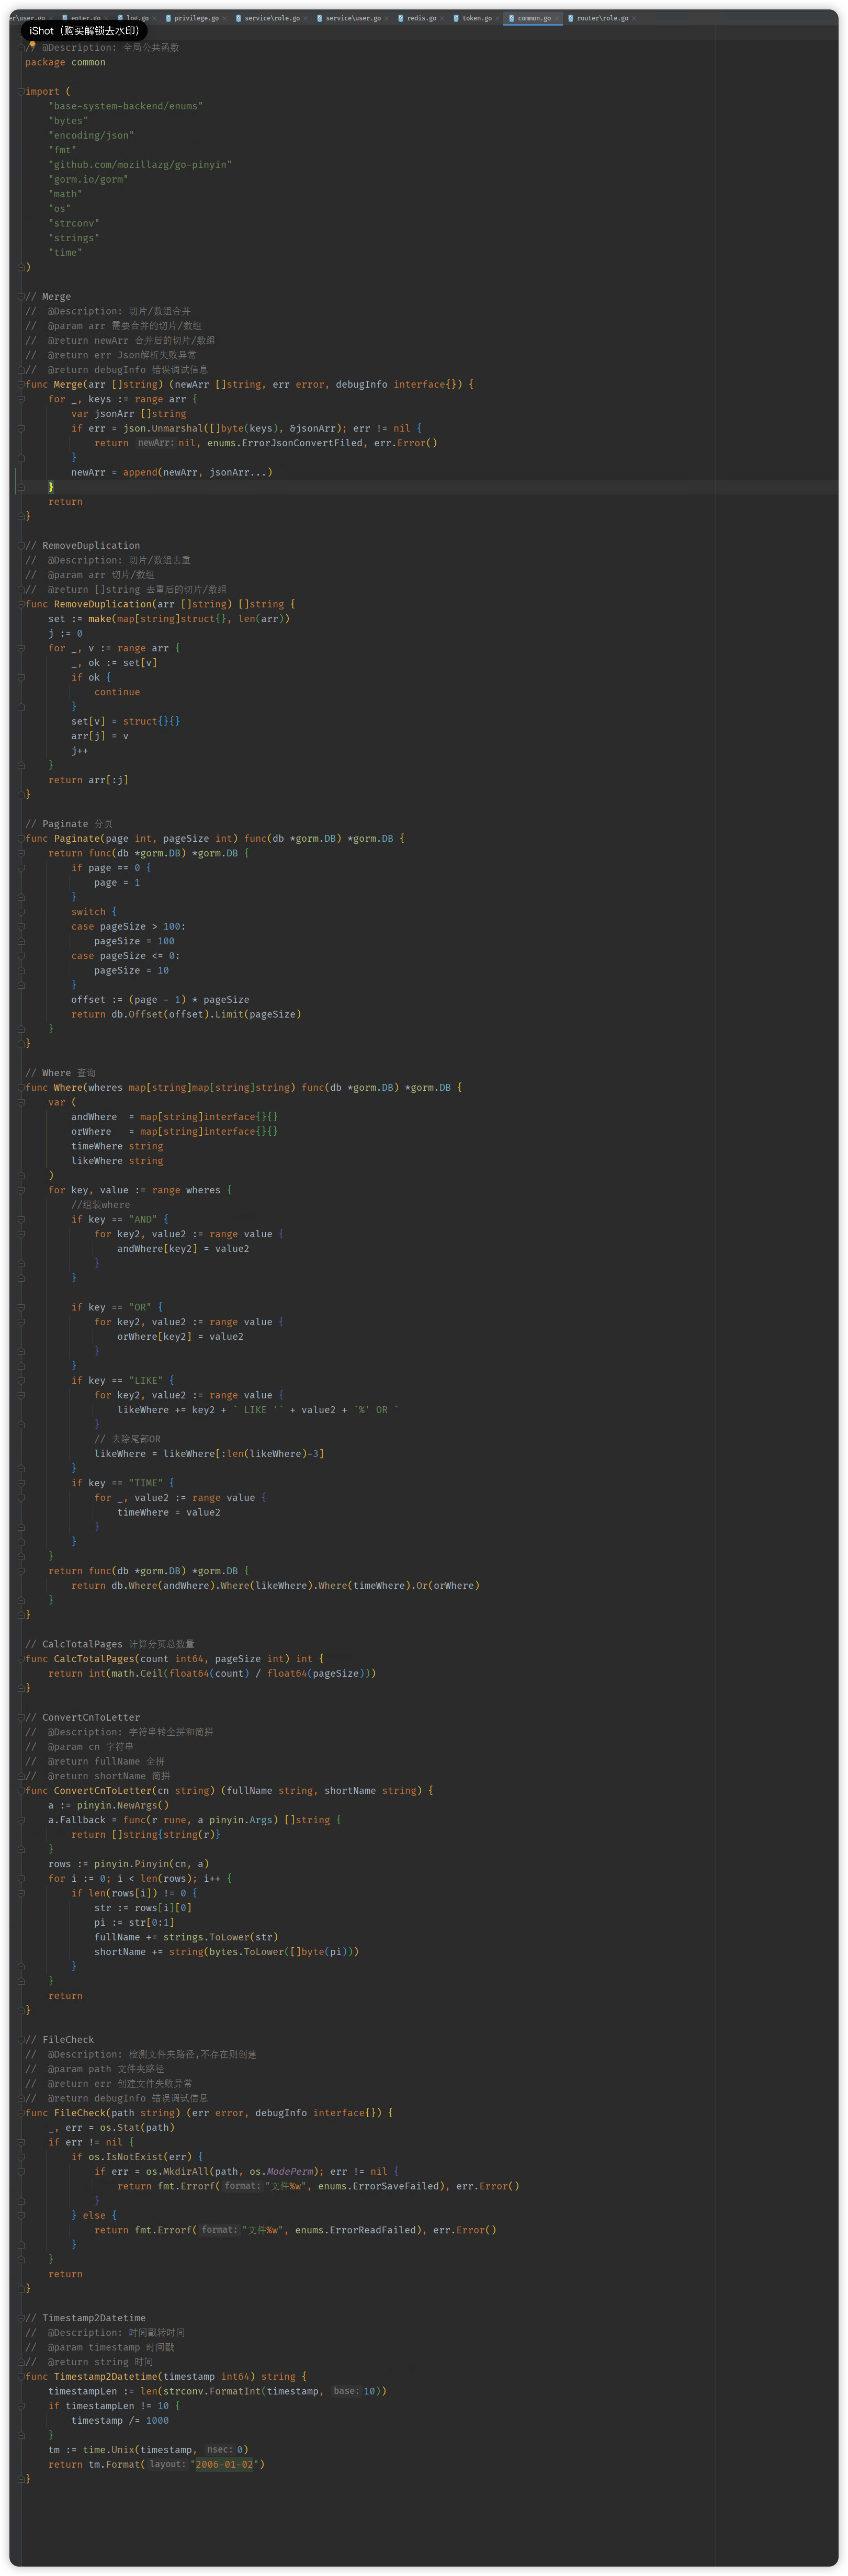 r\user.go × enter.go × log.go × privilege.go × service\role.go × service\user.go × redis.go × token.go × common.go × router\role.go ×
iShot（购买解锁去水印）
// @Description: 全局公共函数
package common
import (
"base-system-backend/enums"
"bytes"
"encoding/json"
"fmt"
"github.com/mozillazg/go-pinyin"
"gorm.io/gorm"
"math"
"os"
"strconv"
"strings"
"time"
)
// Merge
//  @Description: 切片/数组合并
//  @param arr 需要合并的切片/数组
//  @return newArr 合并后的切片/数组
//  @return err Json解析失败异常
//  @return debugInfo 错误调试信息
func Merge(arr []string) (newArr []string, err error, debugInfo interface{}) {
for _, keys := range arr {
var jsonArr []string
if err = json.Unmarshal([]byte(keys), &jsonArr); err != nil {
return newArr: nil, enums.ErrorJsonConvertFiled, err.Error()
}
newArr = append(newArr, jsonArr...)
}
return
}
// RemoveDuplication
//  @Description: 切片/数组去重
//  @param arr 切片/数组
//  @return []string 去重后的切片/数组
func RemoveDuplication(arr []string) []string {
set := make(map[string]struct{}, len(arr))
j := 0
for _, v := range arr {
_, ok := set[v]
if ok {
continue
}
set[v] = struct{}{}
arr[j] = v
j++
}
return arr[:j]
}
// Paginate 分页
func Paginate(page int, pageSize int) func(db *gorm.DB) *gorm.DB {
return func(db *gorm.DB) *gorm.DB {
if page == 0 {
page = 1
}
switch {
case pageSize > 100:
pageSize = 100
case pageSize <= 0:
pageSize = 10
}
offset := (page - 1) * pageSize
return db.Offset(offset).Limit(pageSize)
}
}
// Where 查询
func Where(wheres map[string]map[string]string) func(db *gorm.DB) *gorm.DB {
var (
andWhere  = map[string]interface{}{}
orWhere   = map[string]interface{}{}
timeWhere string
likeWhere string
)
for key, value := range wheres {
//组装where
if key == "AND" {
for key2, value2 := range value {
andWhere[key2] = value2
}
}
if key == "OR" {
for key2, value2 := range value {
orWhere[key2] = value2
}
}
if key == "LIKE" {
for key2, value2 := range value {
likeWhere += key2 + ` LIKE '` + value2 + `%' OR `
}
// 去除尾部OR
likeWhere = likeWhere[:len(likeWhere)-3]
}
if key == "TIME" {
for _, value2 := range value {
timeWhere = value2
}
}
}
return func(db *gorm.DB) *gorm.DB {
return db.Where(andWhere).Where(likeWhere).Where(timeWhere).Or(orWhere)
}
}
// CalcTotalPages 计算分页总数量
func CalcTotalPages(count int64, pageSize int) int {
return int(math.Ceil(float64(count) / float64(pageSize)))
}
// ConvertCnToLetter
//  @Description: 字符串转全拼和简拼
//  @param cn 字符串
//  @return fullName 全拼
//  @return shortName 简拼
func ConvertCnToLetter(cn string) (fullName string, shortName string) {
a := pinyin.NewArgs()
a.Fallback = func(r rune, a pinyin.Args) []string {
return []string{string(r)}
}
rows := pinyin.Pinyin(cn, a)
for i := 0; i < len(rows); i++ {
if len(rows[i]) != 0 {
str := rows[i][0]
pi := str[0:1]
fullName += strings.ToLower(str)
shortName += string(bytes.ToLower([]byte(pi)))
}
}
return
}
// FileCheck
//  @Description: 检测文件夹路径,不存在则创建
//  @param path 文件夹路径
//  @return err 创建文件失败异常
//  @return debugInfo 错误调试信息
func FileCheck(path string) (err error, debugInfo interface{}) {
_, err = os.Stat(path)
if err != nil {
if os.IsNotExist(err) {
if err = os.MkdirAll(path, os.ModePerm); err != nil {
return fmt.Errorf( format: "文件%w", enums.ErrorSaveFailed), err.Error()
}
} else {
return fmt.Errorf( format: "文件%w", enums.ErrorReadFailed), err.Error()
}
}
return
}
// Timestamp2Datetime
//  @Description: 时间戳转时间
//  @param timestamp 时间戳
//  @return string 时间
func Timestamp2Datetime(timestamp int64) string {
timestampLen := len(strconv.FormatInt(timestamp, base: 10))
if timestampLen != 10 {
timestamp /= 1000
}
tm := time.Unix(timestamp, nsec: 0)
return tm.Format( layout: "2006-01-02")
}